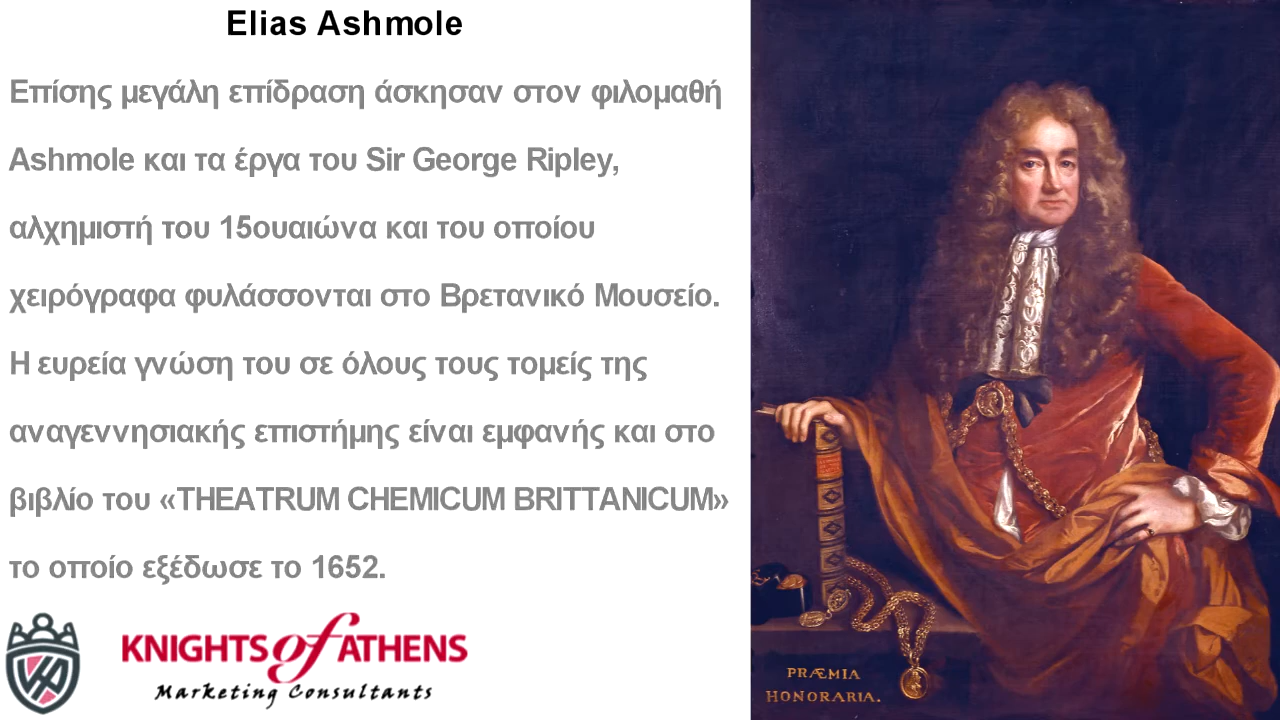 Elias Ashmole
Επίσης μεγάλη επίδραση άσκησαν στον φιλομαθή
Ashmole και τα έργα του Sir George Ripley,
αλχημιστή του 15ουαιώνα και του οποίου
χειρόγραφα φυλάσσονται στο Βρετανικό Μουσείο.
Η ευρεία γνώση του σε όλους τους τομείς της
αναγεννησιακής επιστήμης είναι εμφανής και στο
βιβλίο του «THEATRUM CHEMICUM BRITTANICUM»
το οποίο εξέδωσε το 1652.
KNIGHTS of ATHENS
Marketing Consultants
PRÆMIA
HONORARIA.